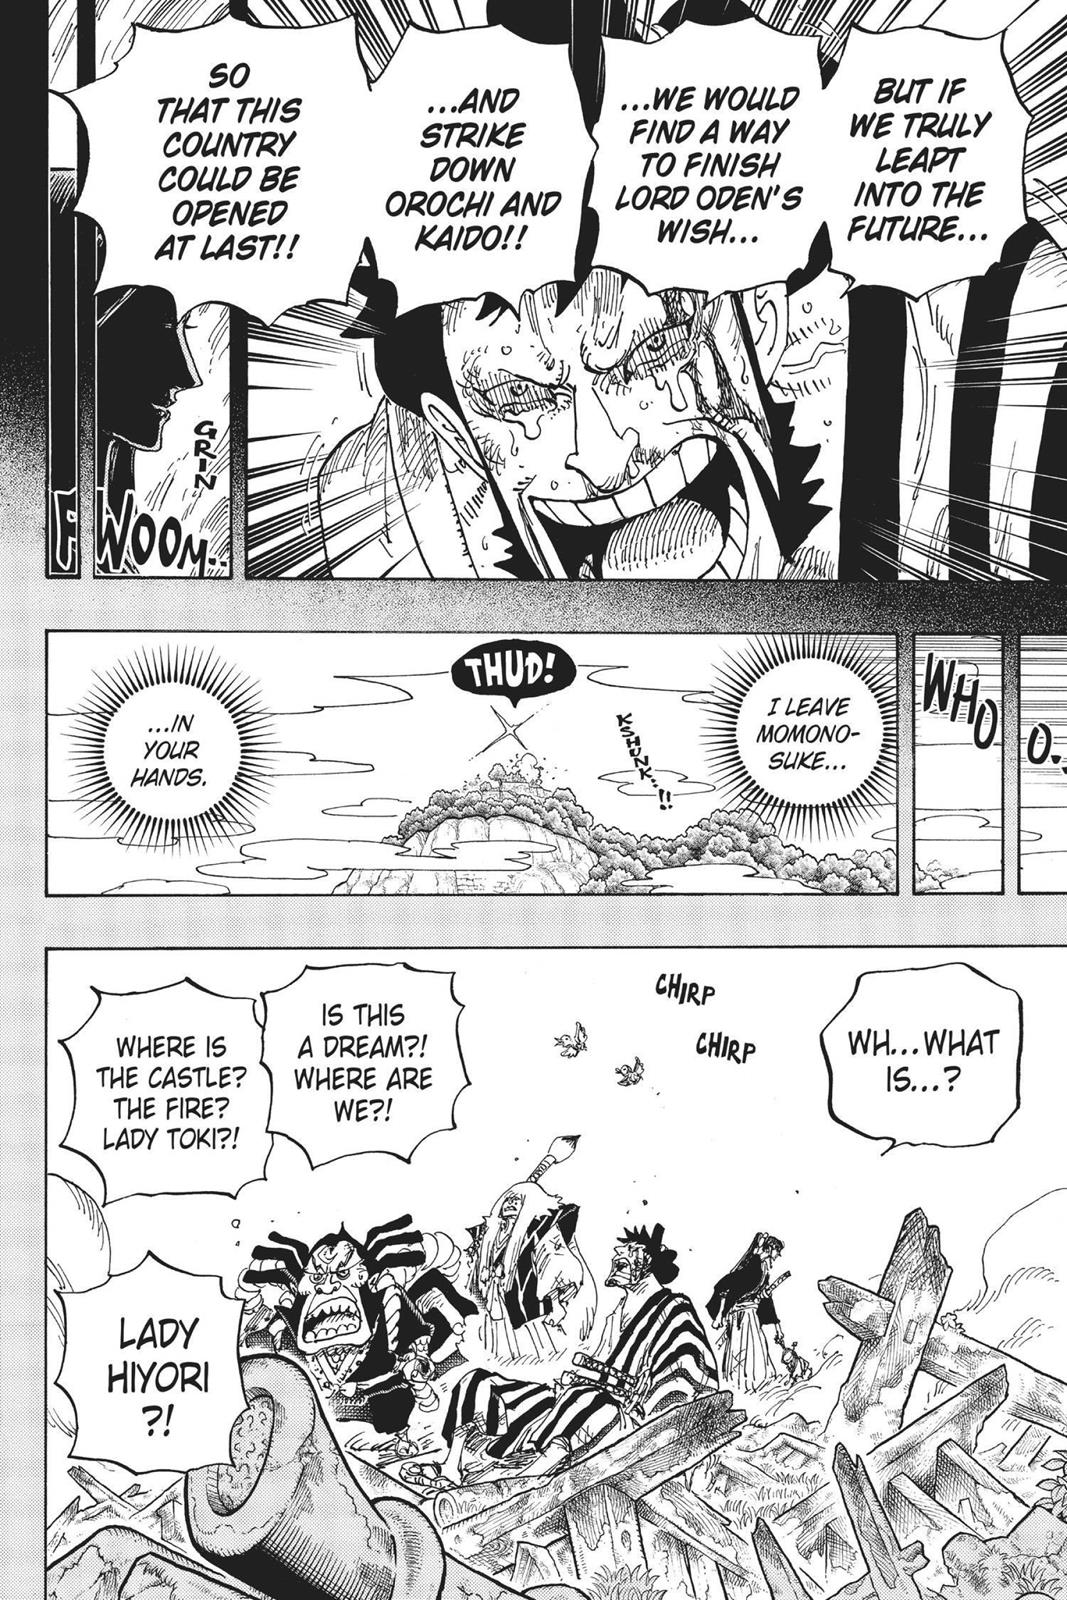 BUT IF
WE TRULY
LEAPT
INTO THE
FUTURE...
...WE WOULD
FIND A WAY
TO FINISH
LORD ODEN'S
WISH...
...AND
STRIKE
DOWN
OROCHI AND
KAIDO!!
SO
THAT THIS
COUNTRY
COULD BE
OPENED
AT LAST!!
GRIN
FWOOM...
WHOO...
I LEAVE
MOMONO-
SUKE...
KSHUNK...!!
THUD!
...IN
YOUR
HANDS.
WH...WHAT
IS...?
CHIRP
CHIRP
IS THIS
A DREAM?!
WHERE ARE
WE?!
WHERE IS
THE CASTLE?
THE FIRE?
LADY TOKI?!
LADY
HIYORI
?!